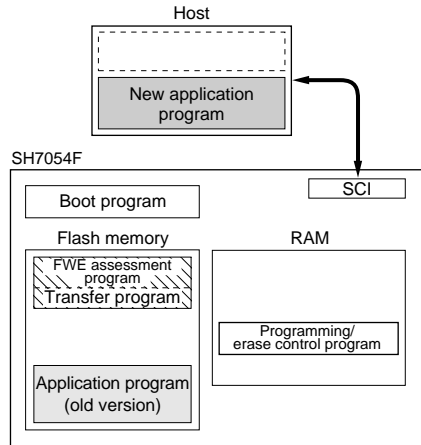 Host
New application
program
SH7054F
SCI
Boot program
Flash memory
RAM
FWE assessment
program
Transfer program
Programming/
erase control program
Application program
(old version)